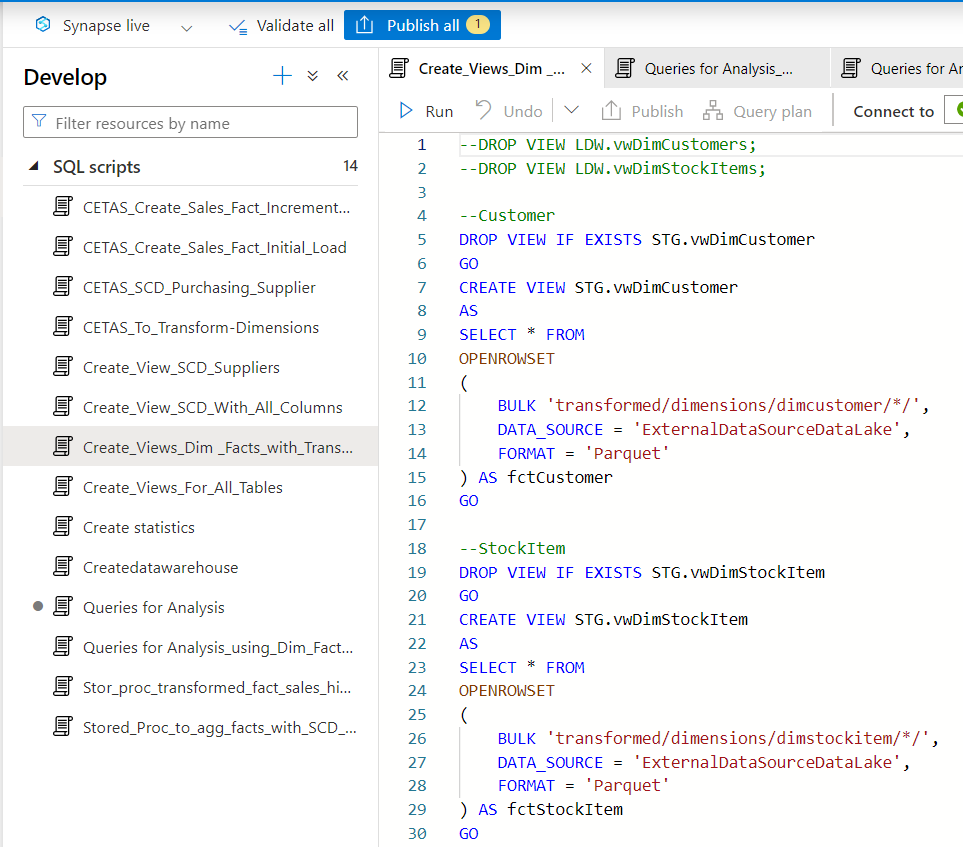 Synapse live
Validate all
Publish all 1
Develop
Filter resources by name
SQL scripts 14
CETAS_Create_Sales_Fact_Increment...
CETAS_Create_Sales_Fact_Initial_Load
CETAS_SCD_Purchasing_Supplier
CETAS_To_Transform-Dimensions
Create_View_SCD_Suppliers
Create_View_SCD_With_All_Columns
Create_Views_Dim _Facts_with_Trans...
Create_Views_For_All_Tables
Create statistics
Createdatawarehouse
Queries for Analysis
Queries for Analysis_using_Dim_Fact...
Stor_proc_transformed_fact_sales_hi...
Stored_Proc_to_agg_facts_with_SCD_...
Create_Views_Dim _...
Queries for Analysis_...
Queries for Ar
Run Undo Publish Query plan Connect to
1 --DROP VIEW LDW.vwDimCustomers;
2 --DROP VIEW LDW.vwDimStockItems;
3
4 --Customer
5 DROP VIEW IF EXISTS STG.vwDimCustomer
6 GO
7 CREATE VIEW STG.vwDimCustomer
8 AS
9 SELECT * FROM
10 OPENROWSET
11 (
12 BULK 'transformed/dimensions/dimcustomer/*/',
13 DATA_SOURCE = 'ExternalDataSourceDataLake',
14 FORMAT = 'Parquet'
15 ) AS fctCustomer
16 GO
17
18 --StockItem
19 DROP VIEW IF EXISTS STG.vwDimStockItem
20 GO
21 CREATE VIEW STG.vwDimStockItem
22 AS
23 SELECT * FROM
24 OPENROWSET
25 (
26 BULK 'transformed/dimensions/dimstockitem/*/',
27 DATA_SOURCE = 'ExternalDataSourceDataLake',
28 FORMAT = 'Parquet'
29 ) AS fctStockItem
30 GO